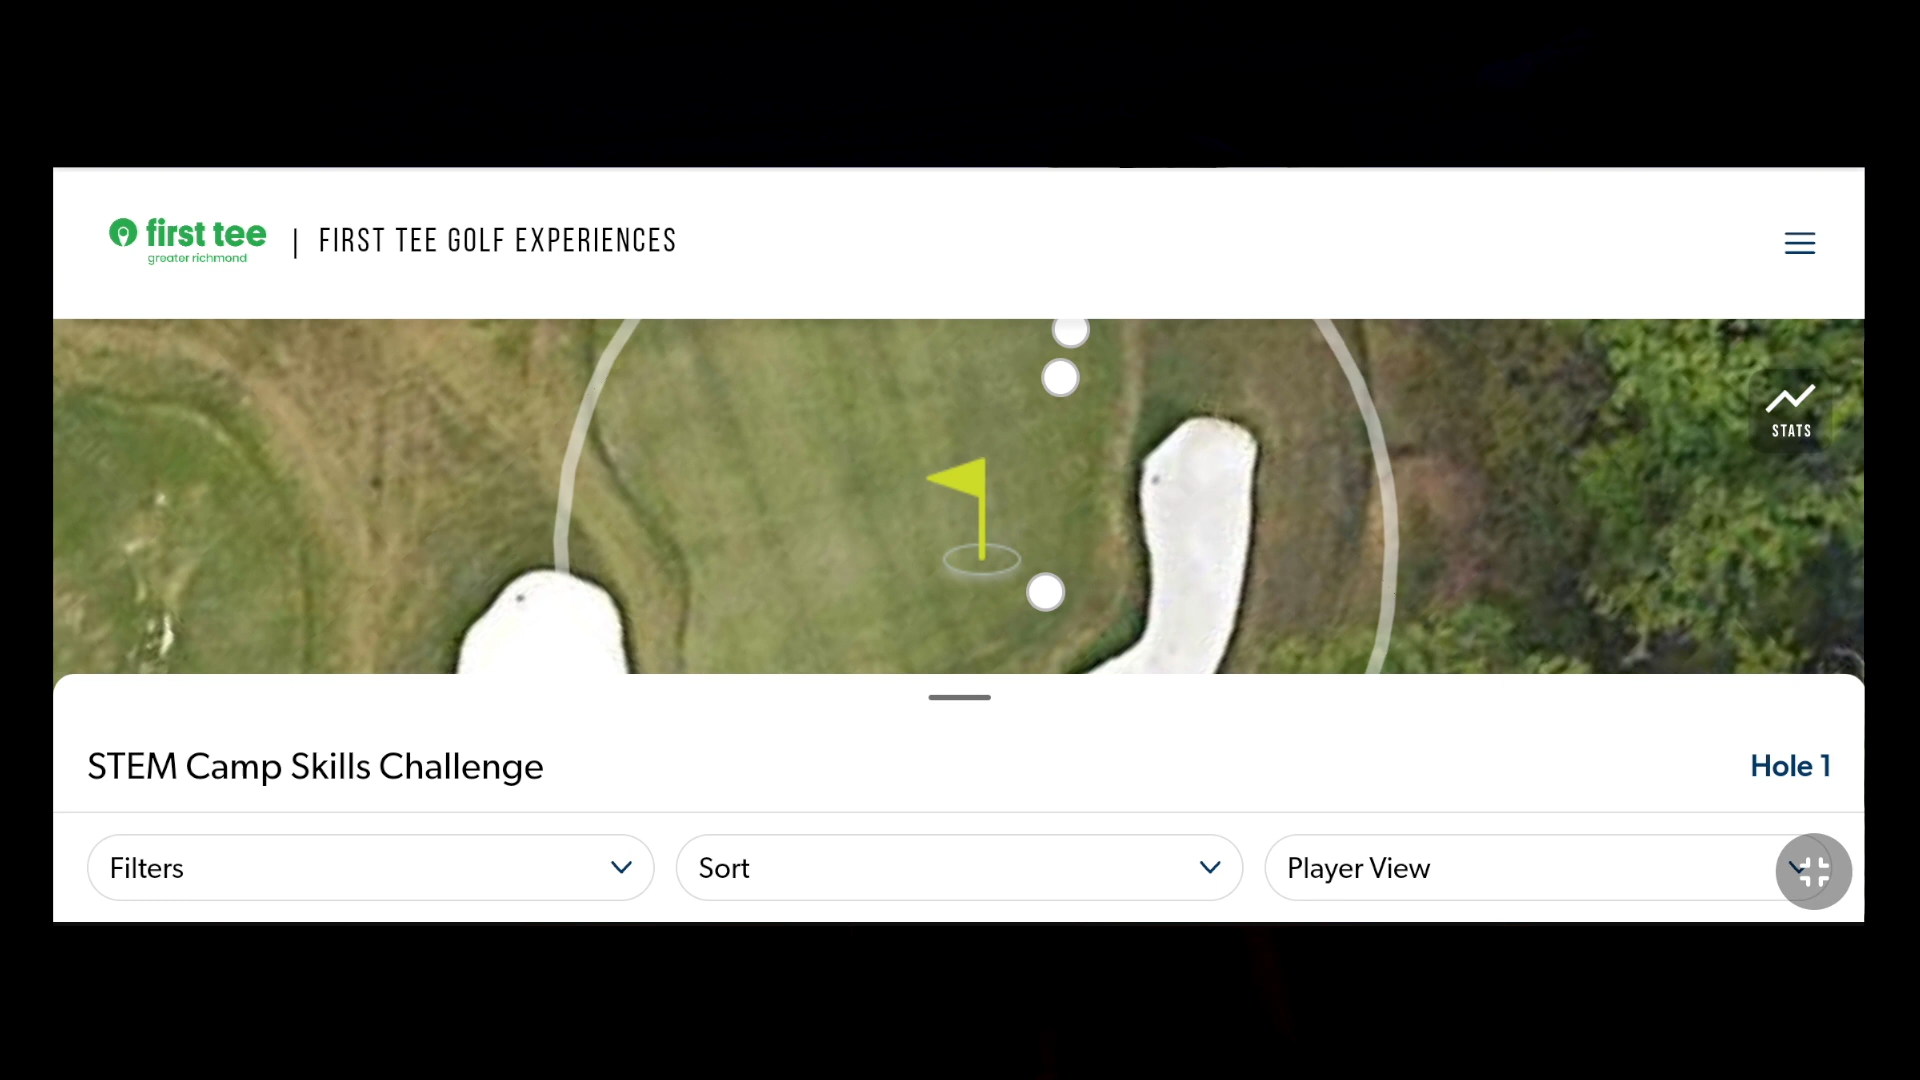 first tee
greater richmond
| FIRST TEE GOLF EXPERIENCES
STATS
STEM Camp Skills Challenge
Hole 1
Filters
Sort
Player View